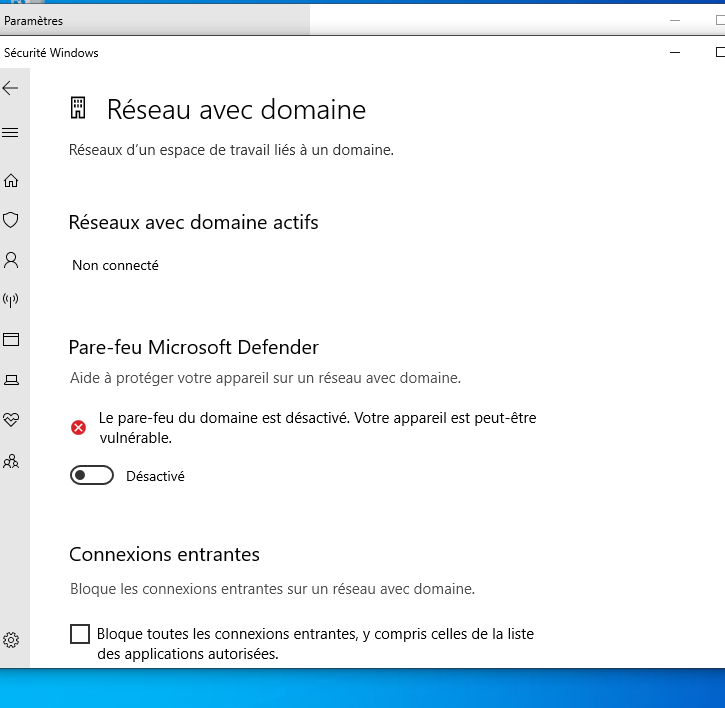 Paramètres
Sécurité Windows
Réseau avec domaine
Réseaux d’un espace de travail liés à un domaine.
Réseaux avec domaine actifs
Non connecté
Pare-feu Microsoft Defender
Aide à protéger votre appareil sur un réseau avec domaine.
Le pare-feu du domaine est désactivé. Votre appareil est peut-être
vulnérable.
Désactivé
Connexions entrantes
Bloque les connexions entrantes sur un réseau avec domaine.
Bloque toutes les connexions entrantes, y compris celles de la liste
des applications autorisées.